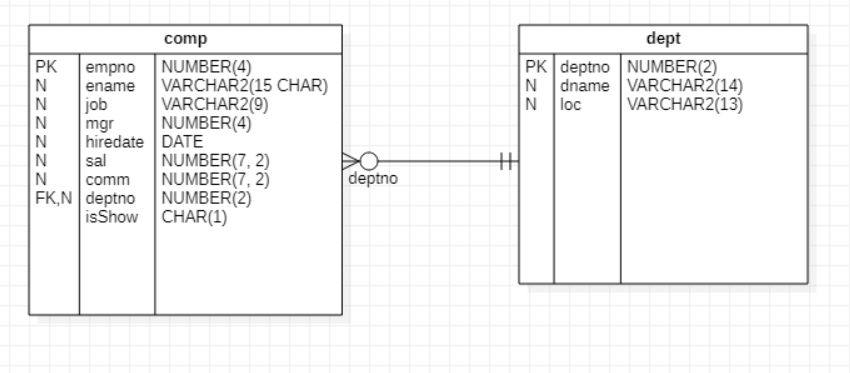 comp
PK empno NUMBER(4)
N ename VARCHAR2(15 CHAR)
N job VARCHAR2(9)
N mgr NUMBER(4)
N hiredate DATE
N sal NUMBER(7, 2)
N comm NUMBER(7, 2)
FK,N deptno NUMBER(2)
isShow CHAR(1)
deptno
dept
PK deptno NUMBER(2)
N dname VARCHAR2(14)
N loc VARCHAR2(13)